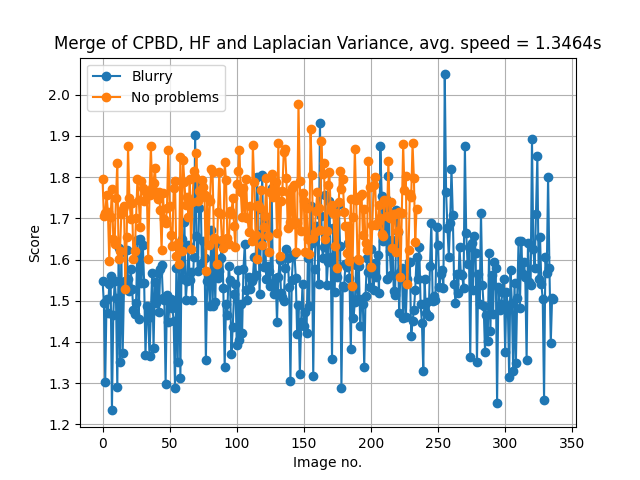 Merge of CPBD, HF and Laplacian Variance, avg. speed = 1.3464s
Blurry
No problems
Score
2.0
1.9
1.8
1.7
1.6
1.5
1.4
1.3
1.2
0 50 100 150 200 250 300 350
Image no.